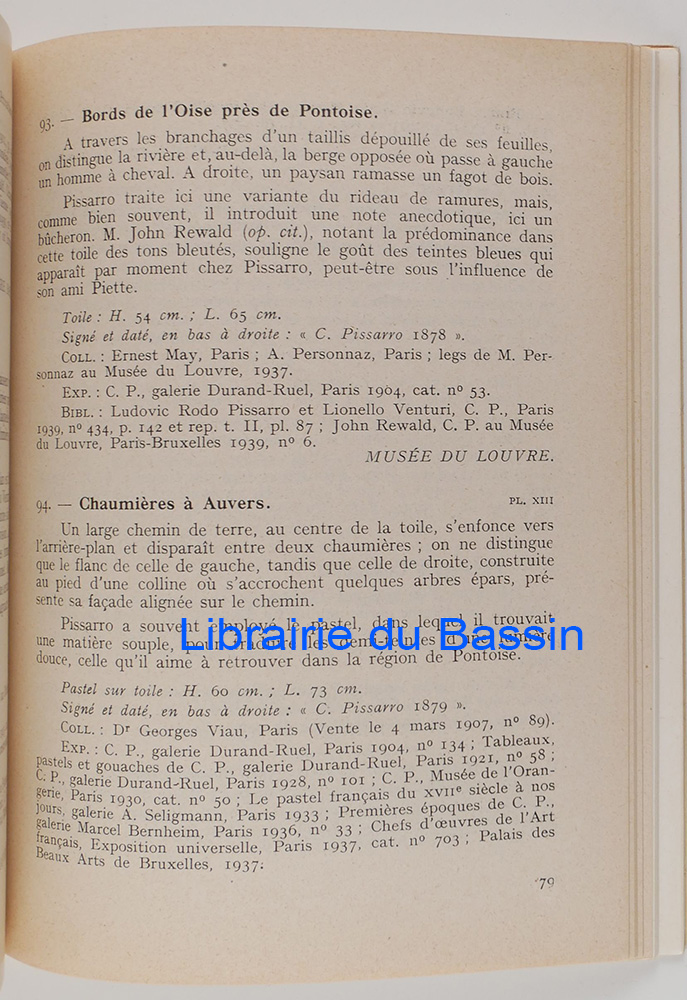 93. — Bords de l'Oise près de Pontoise.
A travers les branchages d'un taillis dépouillé de ses feuilles,
on distingue la rivière et, au-delà, la berge opposée où passe à gauche
un homme à cheval. A droite, un paysan ramasse un fagot de bois.
Pissarro traite ici une variante du rideau de ramures, mais,
comme bien souvent, il introduit une note anecdotique, ici un
bûcheron. M. John Rewald (op. cit.), notant la prédominance dans
cette toile des tons bleutés, souligne le goût des teintes bleues qui
apparaît par moment chez Pissarro, peut-être sous l'influence de
son ami Piette.
Toile : H. 54 cm. ; L. 65 cm.
Signé et daté, en bas à droite : « C. Pissarro 1878 ».
COLL. : Ernest May, Paris ; A. Personnaz, Paris ; legs de M. Per-
sonnaz au Musée du Louvre, 1937.
EXP. : C. P., galerie Durand-Ruel, Paris 1904, cat. nº 53.
BIBL. : Ludovic Rodo Pissarro et Lionello Venturi, C. P., Paris
1939, nº 434, p. 142 et rep. t. II, pl. 87 ; John Rewald, C. P. au Musée
du Louvre, Paris-Bruxelles 1939, nº 6.
MUSÉE DU LOUVRE.
94. — Chaumières à Auvers. PL. XIII
Un large chemin de terre, au centre de la toile, s'enfonce vers
l'arrière-plan et disparaît entre deux chaumières ; on ne distingue
que le flanc de celle de gauche, tandis que celle de droite, construite
au pied d'une colline où s'accrochent quelques arbres épars, pré-
sente sa façade alignée sur le chemin.
Pissarro a souvent employé le pastel, dans lequel il trouvait
une matière souple, pour traduire les demi-teintes d'une lumière
douce, celle qu'il aime à retrouver dans la région de Pontoise.
Librairie du Bassin
Pastel sur toile : H. 60 cm. ; L. 73 cm.
Signé et daté, en bas à droite : « C. Pissarro 1879 ».
COLL. : Dr Georges Viau, Paris (Vente le 4 mars 1907, nº 89).
EXP. : C. P., galerie Durand-Ruel, Paris 1904, nº 134 ; Tableaux,
pastels et gouaches de C. P., galerie Durand-Ruel, Paris 1921, nº 58 ;
C. P., galerie Durand-Ruel, Paris 1928, nº 101 ; C. P., Musée de l'Oran-
gerie, Paris 1930, cat. nº 50 ; Le pastel français du XVIIe siècle à nos
jours, galerie A. Seligmann, Paris 1933 ; Premières époques de C. P.,
galerie Marcel Bernheim, Paris 1936, nº 33 ; Chefs d'œuvres de l'Art
français, Exposition universelle, Paris 1937, cat. nº 703 ; Palais des
Beaux Arts de Bruxelles, 1937:
79